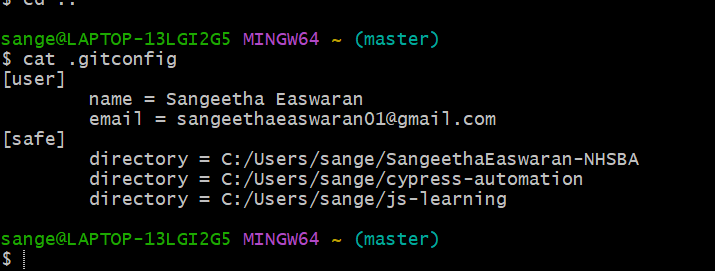 $ cd ..
sange@LAPTOP-13LGI2G5 MINGW64 ~ (master)
$ cat .gitconfig
[user]
        name = Sangeetha Easwaran
        email = sangeethaeaswaran01@gmail.com
[safe]
        directory = C:/Users/sange/SangeethaEaswaran-NHSBA
        directory = C:/Users/sange/cypress-automation
        directory = C:/Users/sange/js-learning
sange@LAPTOP-13LGI2G5 MINGW64 ~ (master)
$